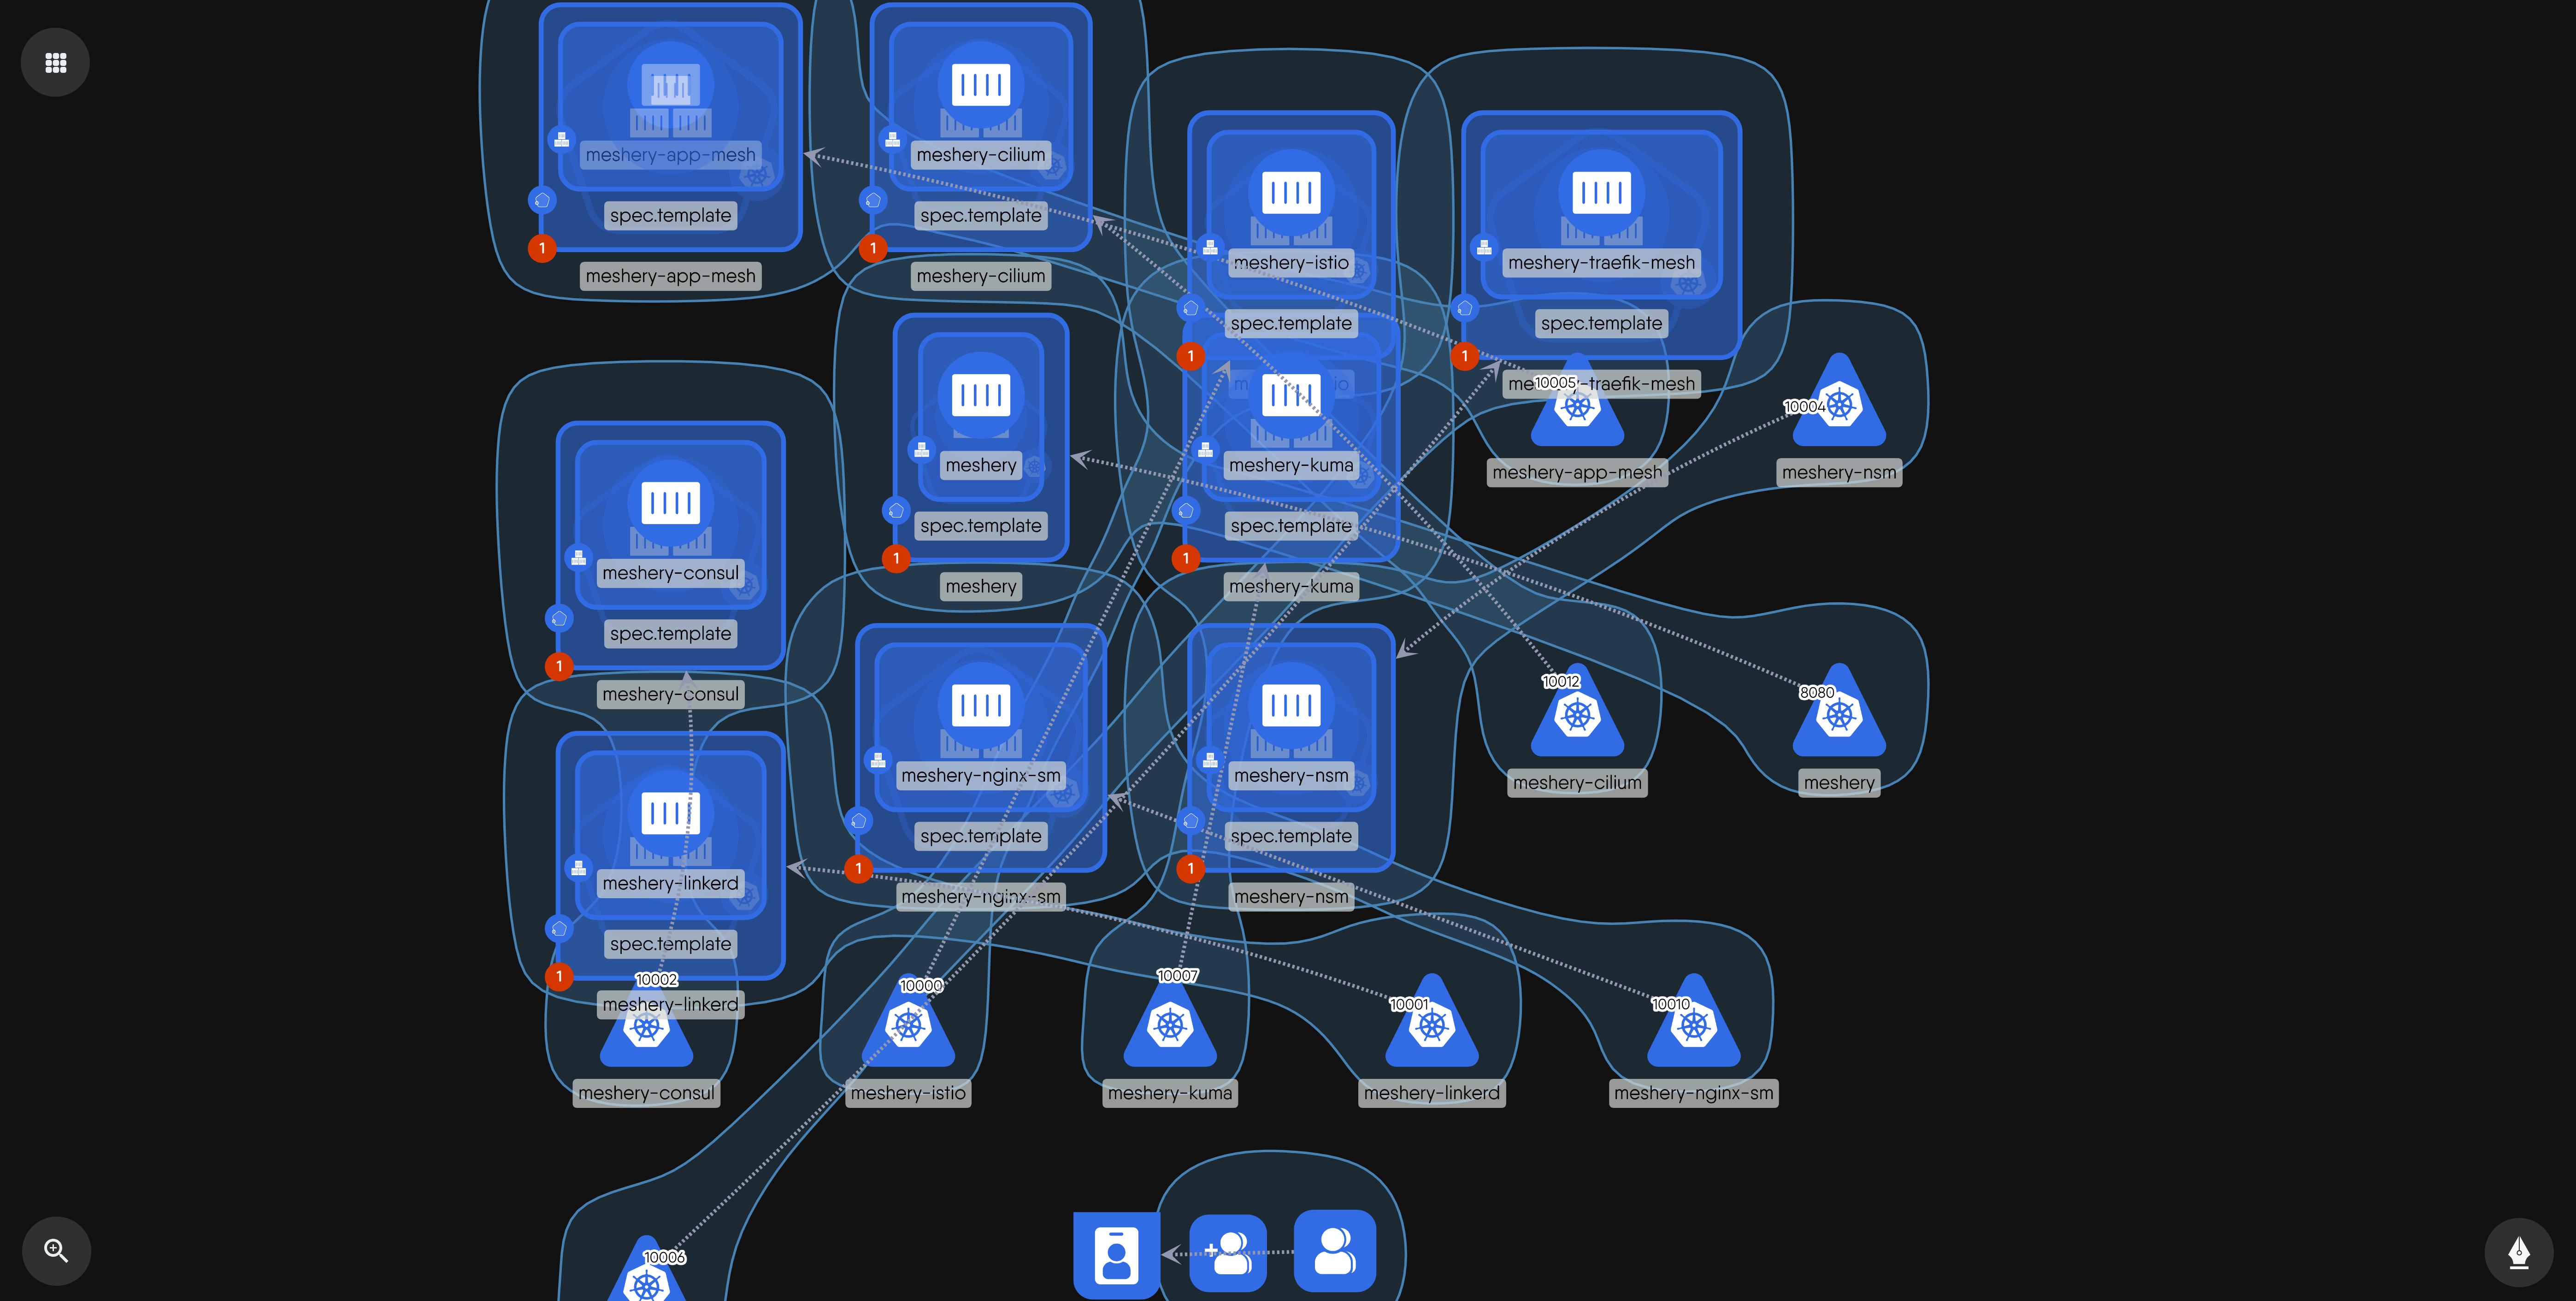 meshery-app-mesh
spec.template
1
meshery-app-mesh
meshery-cilium
spec.template
1
meshery-cilium
meshery-istio
spec.template
1
meshery-traefik-mesh
spec.template
1
10005
meshery-app-mesh
10004
meshery-nsm
meshery
spec.template
1
meshery
meshery-kuma
spec.template
1
meshery-kuma
meshery-consul
spec.template
1
meshery-consul
meshery-nginx-sm
spec.template
1
meshery-nginx-sm
meshery-nsm
spec.template
1
meshery-nsm
10012
meshery-cilium
8080
meshery
meshery-linkerd
spec.template
1
meshery-linkerd
10002
meshery-consul
10000
meshery-istio
10007
meshery-kuma
10001
meshery-linkerd
10010
meshery-nginx-sm
10006